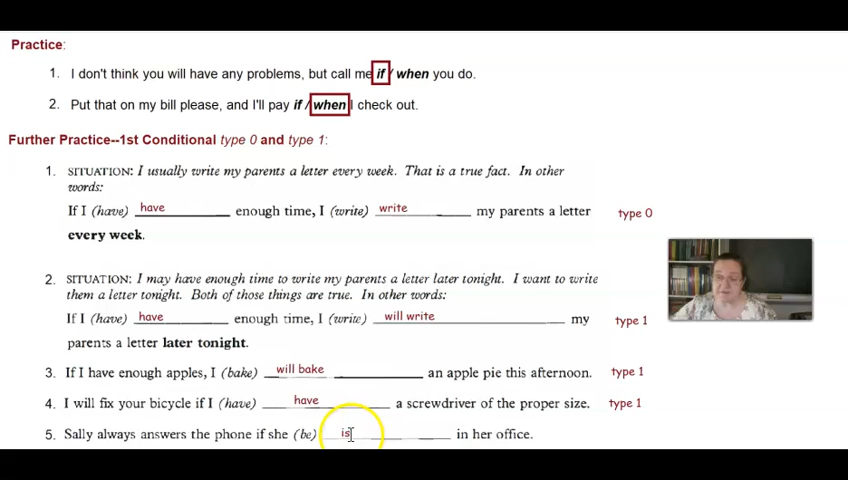 Practice:
1. I don't think you will have any problems, but call me if / when you do.
2. Put that on my bill please, and I'll pay if / when I check out.
Further Practice--1st Conditional type 0 and type 1:
1. SITUATION: I usually write my parents a letter every week. That is a true fact. In other
words:
If I (have) have enough time, I (write) write my parents a letter type 0
every week.
2. SITUATION: I may have enough time to write my parents a letter later tonight. I want to write
them a letter tonight. Both of those things are true. In other words:
If I (have) have enough time, I (write) will write my type 1
parents a letter later tonight.
3. If I have enough apples, I (bake) will bake an apple pie this afternoon. type 1
4. I will fix your bicycle if I (have) have a screwdriver of the proper size. type 1
5. Sally always answers the phone if she (be) is in her office.